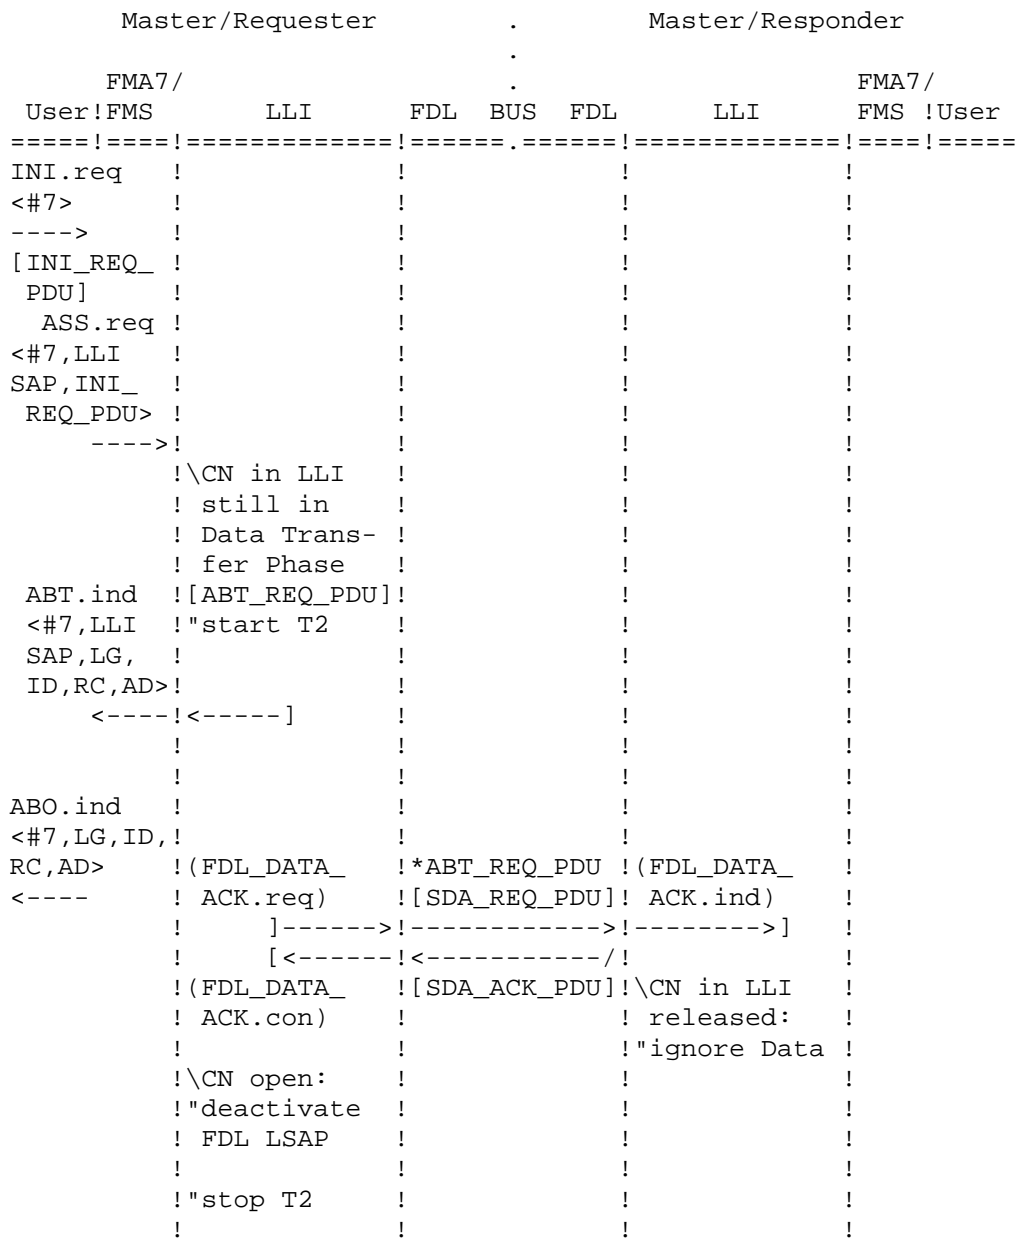 Master/Requester         .        Master/Responder
                                 .
      FMA7/                      .                      FMA7/
 User!FMS       LLI       FDL  BUS  FDL       LLI       FMS !User
=====!====!=============!======.======!=============!====!=====
INI.req   !              !              !              !
<#7>      !              !              !              !
---->     !              !              !              !
[INI_REQ_ !              !              !              !
 PDU]     !              !              !              !
  ASS.req !              !              !              !
<#7,LLI   !              !              !              !
SAP,INI_  !              !              !              !
 REQ_PDU> !              !              !              !
     ---->!              !              !              !
          !\CN in LLI    !              !              !
          ! still in     !              !              !
          ! Data Trans-  !              !              !
          ! fer Phase    !              !              !
 ABT.ind  ![ABT_REQ_PDU]!              !              !
 <#7,LLI  !"start T2     !              !              !
 SAP,LG,  !              !              !              !
 ID,RC,AD>!              !              !              !
     <----!<-----]       !              !              !
          !              !              !              !
          !              !              !              !
ABO.ind   !              !              !              !
<#7,LG,ID,!              !              !              !
RC,AD>    !(FDL_DATA_    !*ABT_REQ_PDU !(FDL_DATA_    !
<----     ! ACK.req)     ![SDA_REQ_PDU]! ACK.ind)     !
          !     ]------>!------------>!-------->]    !
          !     [<------!<-----------/!              !
          !(FDL_DATA_    ![SDA_ACK_PDU]!\CN in LLI    !
          ! ACK.con)     !              ! released:    !
          !              !              !"ignore Data !
          !\CN open:     !              !              !
          !"deactivate   !              !              !
          ! FDL LSAP     !              !              !
          !              !              !              !
          !"stop T2      !              !              !
          !              !              !              !